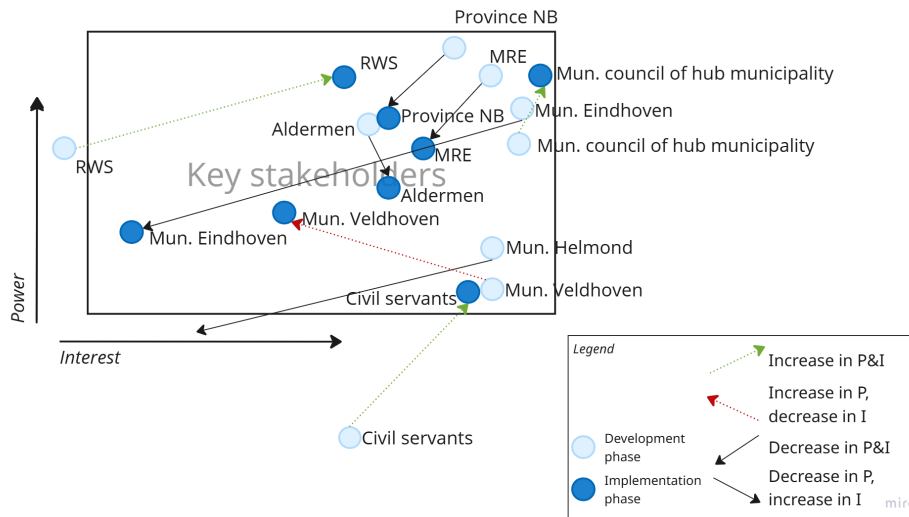 Province NB
RWS
MRE
Mun. council of hub municipality
Province NB
Mun. Eindhoven
Aldermen
Mun. council of hub municipality
MRE
RWS
Key stakeholders
Aldermen
Mun. Veldhoven
Mun. Eindhoven
Mun. Helmond
Civil servants
Mun. Veldhoven
Power
Interest
Civil servants
Legend
Increase in P&I
Increase in P,
decrease in I
Development
phase
Decrease in P&I
Implementation
phase
Decrease in P,
increase in I